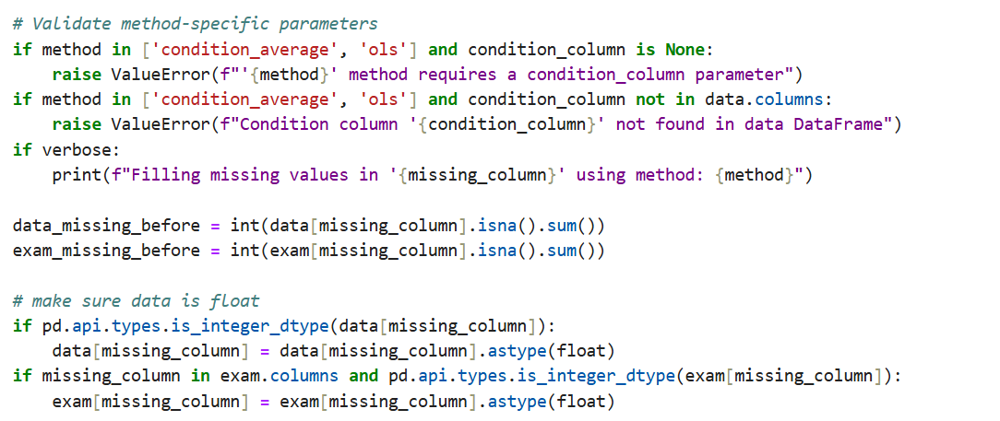 # Validate method-specific parameters
if method in ['condition_average', 'ols'] and condition_column is None:
    raise ValueError(f"'{method}' method requires a condition_column parameter")
if method in ['condition_average', 'ols'] and condition_column not in data.columns:
    raise ValueError(f"Condition column '{condition_column}' not found in data DataFrame")
if verbose:
    print(f"Filling missing values in '{missing_column}' using method: {method}")

data_missing_before = int(data[missing_column].isna().sum())
exam_missing_before = int(exam[missing_column].isna().sum())

# make sure data is float
if pd.api.types.is_integer_dtype(data[missing_column]):
    data[missing_column] = data[missing_column].astype(float)
if missing_column in exam.columns and pd.api.types.is_integer_dtype(exam[missing_column]):
    exam[missing_column] = exam[missing_column].astype(float)